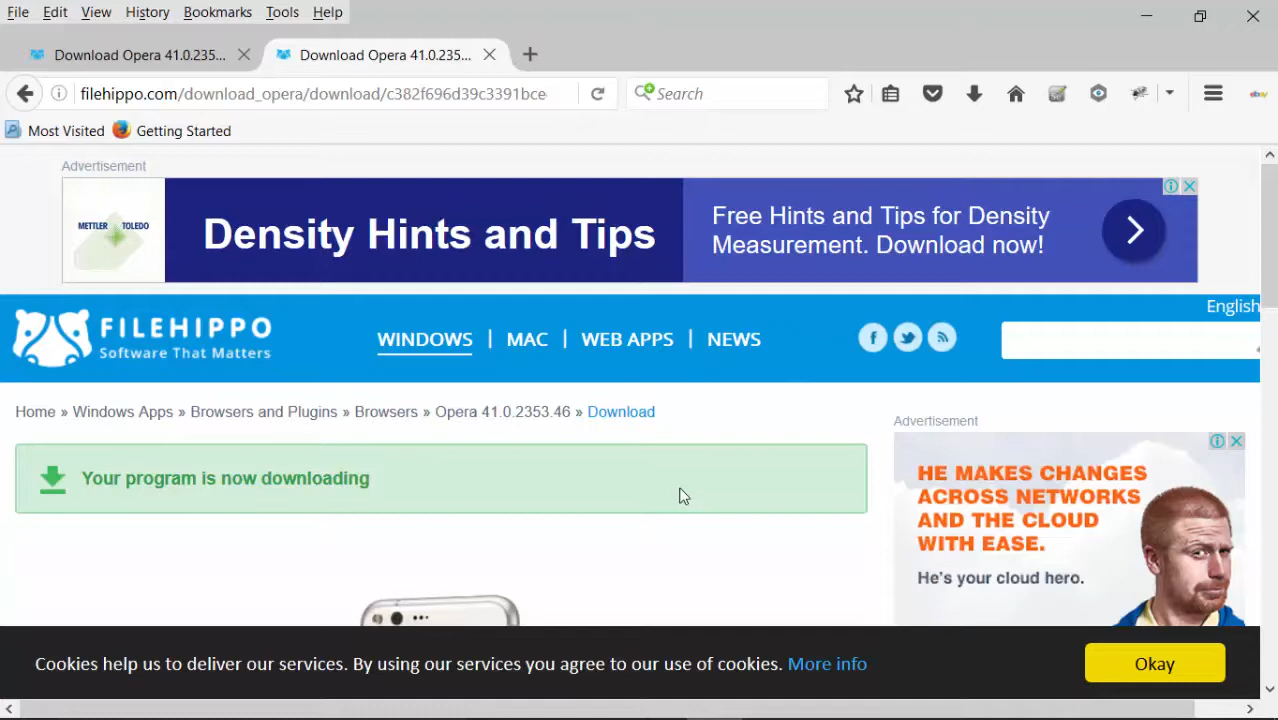 File Edit View History Bookmarks Tools Help
Download Opera 41.0.235... Download Opera 41.0.235...
filehippo.com/download_opera/download/c382f696d39c3391bce Search
Most Visited Getting Started
Advertisement
METTLER TOLEDO
Density Hints and Tips
Free Hints and Tips for Density
Measurement. Download now!
English
FILEHIPPO
Software That Matters
WINDOWS | MAC | WEB APPS | NEWS
Home » Windows Apps » Browsers and Plugins » Browsers » Opera 41.0.2353.46 » Download
Your program is now downloading
Advertisement
HE MAKES CHANGES
ACROSS NETWORKS
AND THE CLOUD
WITH EASE.
He's your cloud hero.
Cookies help us to deliver our services. By using our services you agree to our use of cookies. More info
Okay